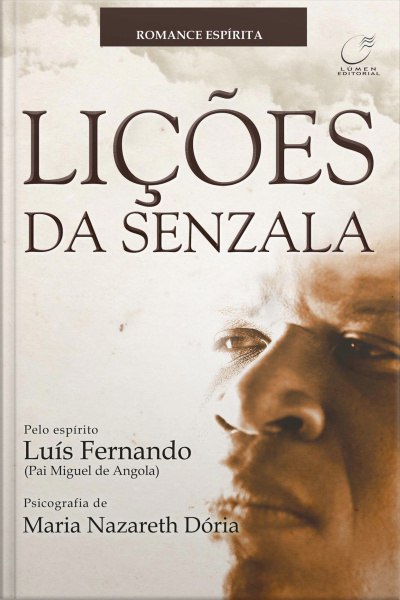 ROMANCE ESPÍRITA
LÚMEN
EDITORIAL
LIÇÕES
DA SENZALA
Pelo espírito
Luís Fernando
(Pai Miguel de Angola)
Psicografia de
Maria Nazareth Dória